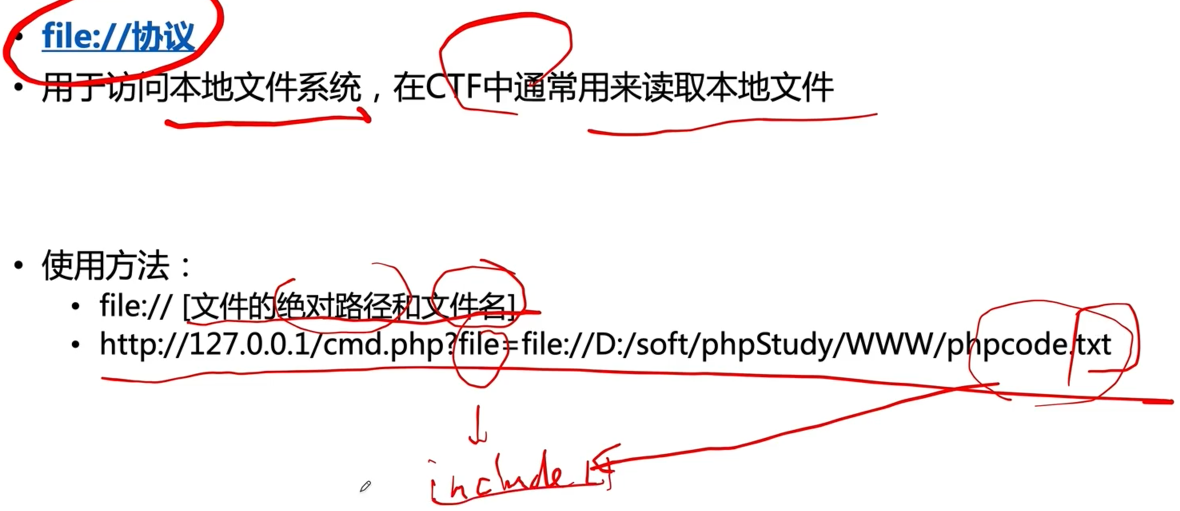 • file://协议
• 用于访问本地文件系统，在CTF中通常用来读取本地文件
• 使用方法：
• file:// [文件的绝对路径和文件名]
• http://127.0.0.1/cmd.php?file=file://D:/soft/phpStudy/WWW/phpcode.txt
include